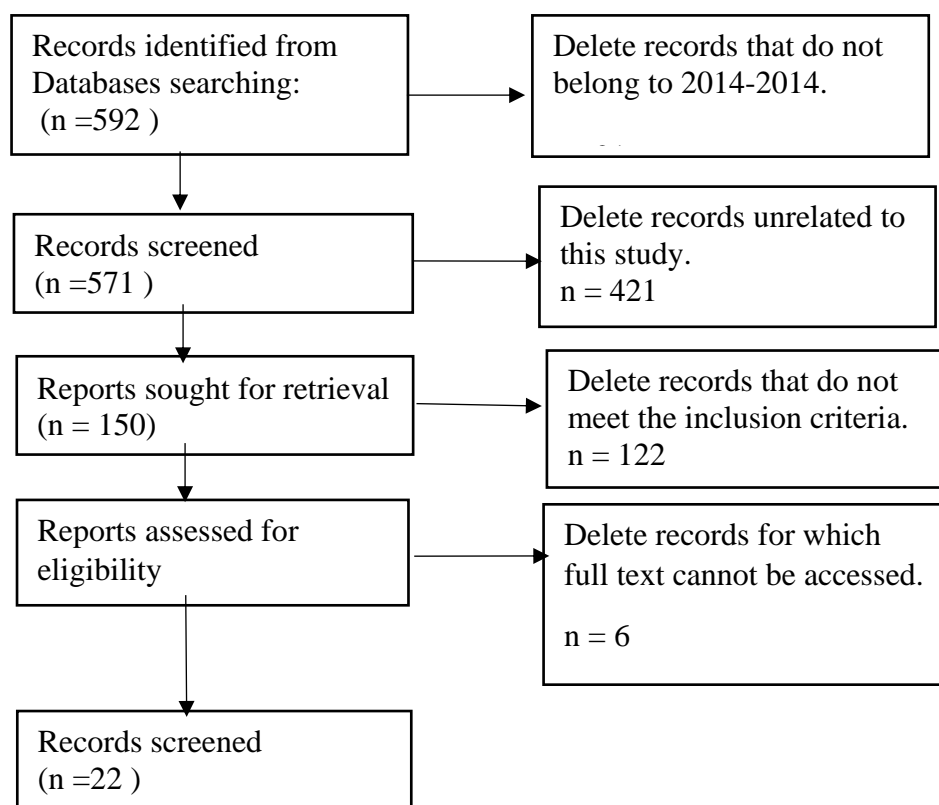 Records identified from
Databases searching:
(n =592 )
Delete records that do not
belong to 2014-2014.
Records screened
(n =571 )
Delete records unrelated to
this study.
n = 421
Reports sought for retrieval
(n = 150)
Delete records that do not
meet the inclusion criteria.
n = 122
Reports assessed for
eligibility
Delete records for which
full text cannot be accessed.
n = 6
Records screened
(n =22 )